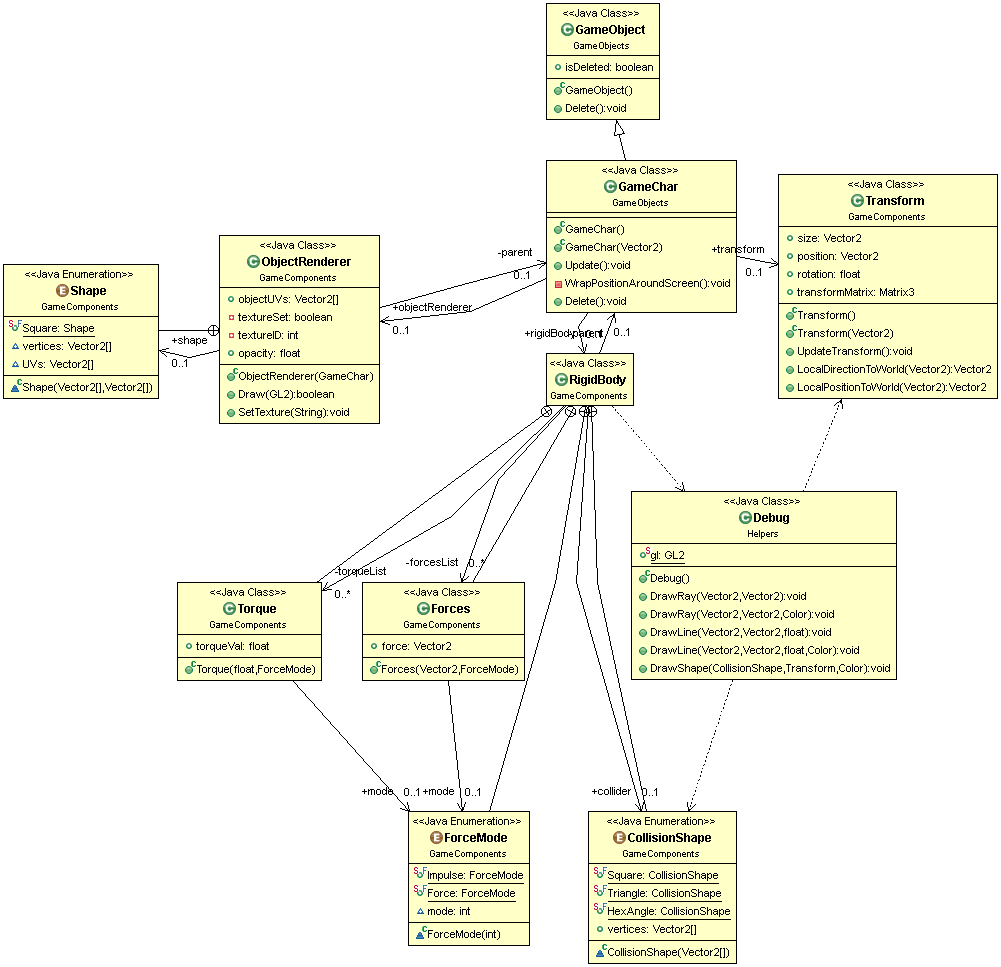 <<Java Class>>
GameObject
GameObjects
isDeleted: boolean
GameObject()
Delete():void
<<Java Class>>
GameChar
GameObjects
GameChar()
GameChar(Vector2)
Update():void
WrapPositionAroundScreen():void
Delete():void
<<Java Class>>
Transform
GameComponents
size: Vector2
position: Vector2
rotation: float
transformMatrix: Matrix3
Transform()
Transform(Vector2)
UpdateTransform():void
LocalDirectionToWorld(Vector2):Vector2
LocalPositionToWorld(Vector2):Vector2
+transform
0..1
-parent
0..1
+objectRenderer
0..1
<<Java Class>>
ObjectRenderer
GameComponents
objectUVs: Vector2[]
textureSet: boolean
textureID: int
opacity: float
ObjectRenderer(GameChar)
Draw(GL2):boolean
SetTexture(String):void
<<Java Enumeration>>
Shape
GameComponents
Square: Shape
vertices: Vector2[]
UVs: Vector2[]
Shape(Vector2[],Vector2[])
+shape
0..1
+rigidBody
-parent
0..1
0..1
<<Java Class>>
RigidBody
GameComponents
<<Java Class>>
Debug
Helpers
gl: GL2
Debug()
DrawRay(Vector2,Vector2):void
DrawRay(Vector2,Vector2,Color):void
DrawLine(Vector2,Vector2,float):void
DrawLine(Vector2,Vector2,float,Color):void
DrawShape(CollisionShape,Transform,Color):void
-torqueList
0..*
-forcesList
0..*
<<Java Class>>
Torque
GameComponents
torqueVal: float
Torque(float,ForceMode)
<<Java Class>>
Forces
GameComponents
force: Vector2
Forces(Vector2,ForceMode)
+mode
0..1
+mode
0..1
+collider
0..1
<<Java Enumeration>>
ForceMode
GameComponents
Impulse: ForceMode
Force: ForceMode
mode: int
ForceMode(int)
<<Java Enumeration>>
CollisionShape
GameComponents
Square: CollisionShape
Triangle: CollisionShape
HexAngle: CollisionShape
vertices: Vector2[]
CollisionShape(Vector2[])